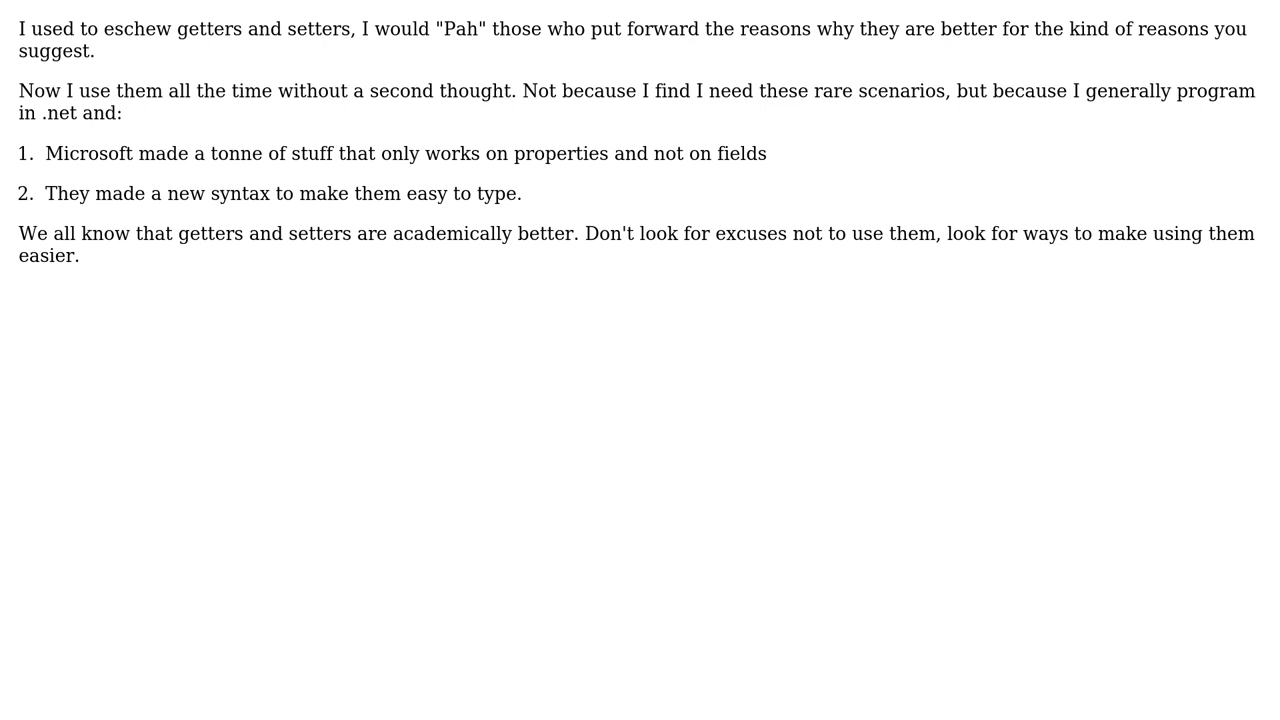 I used to eschew getters and setters, I would "Pah" those who put forward the reasons why they are better for the kind of reasons you
suggest.
Now I use them all the time without a second thought. Not because I find I need these rare scenarios, but because I generally program
in .net and:
1. Microsoft made a tonne of stuff that only works on properties and not on fields
2. They made a new syntax to make them easy to type.
We all know that getters and setters are academically better. Don't look for excuses not to use them, look for ways to make using them
easier.